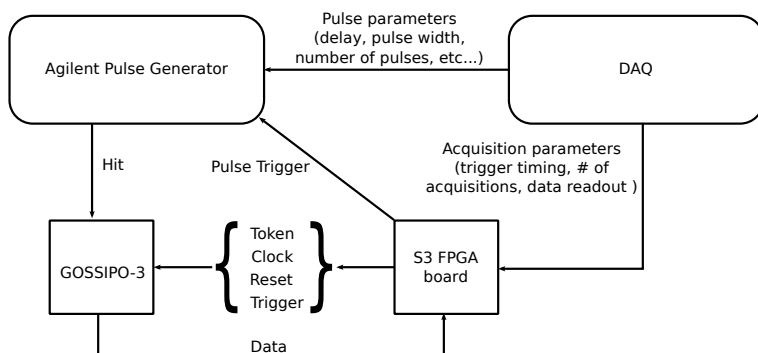 Pulse parameters
(delay, pulse width,
number of pulses, etc...)
Agilent Pulse Generator
DAQ
Hit
Pulse Trigger
Acquisition parameters
(trigger timing, # of
acquisitions, data readout )
GOSSIPO-3
Token
Clock
Reset
Trigger
S3 FPGA
board
Data